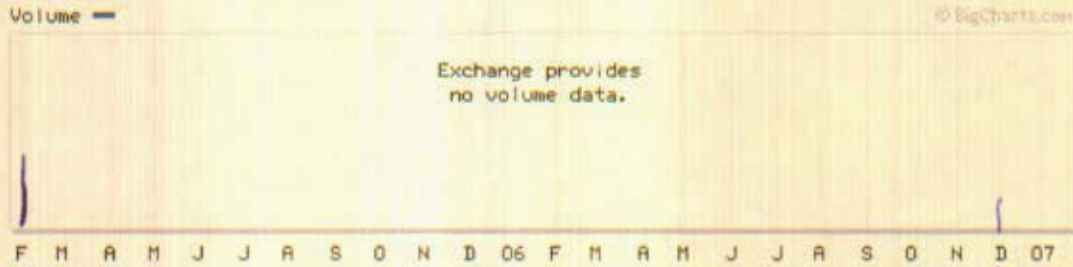 Volume © BigCharts.com
Exchange provides
no volume data.
F M A M J J A S O N D 06 F M A M J J A S O N D 07